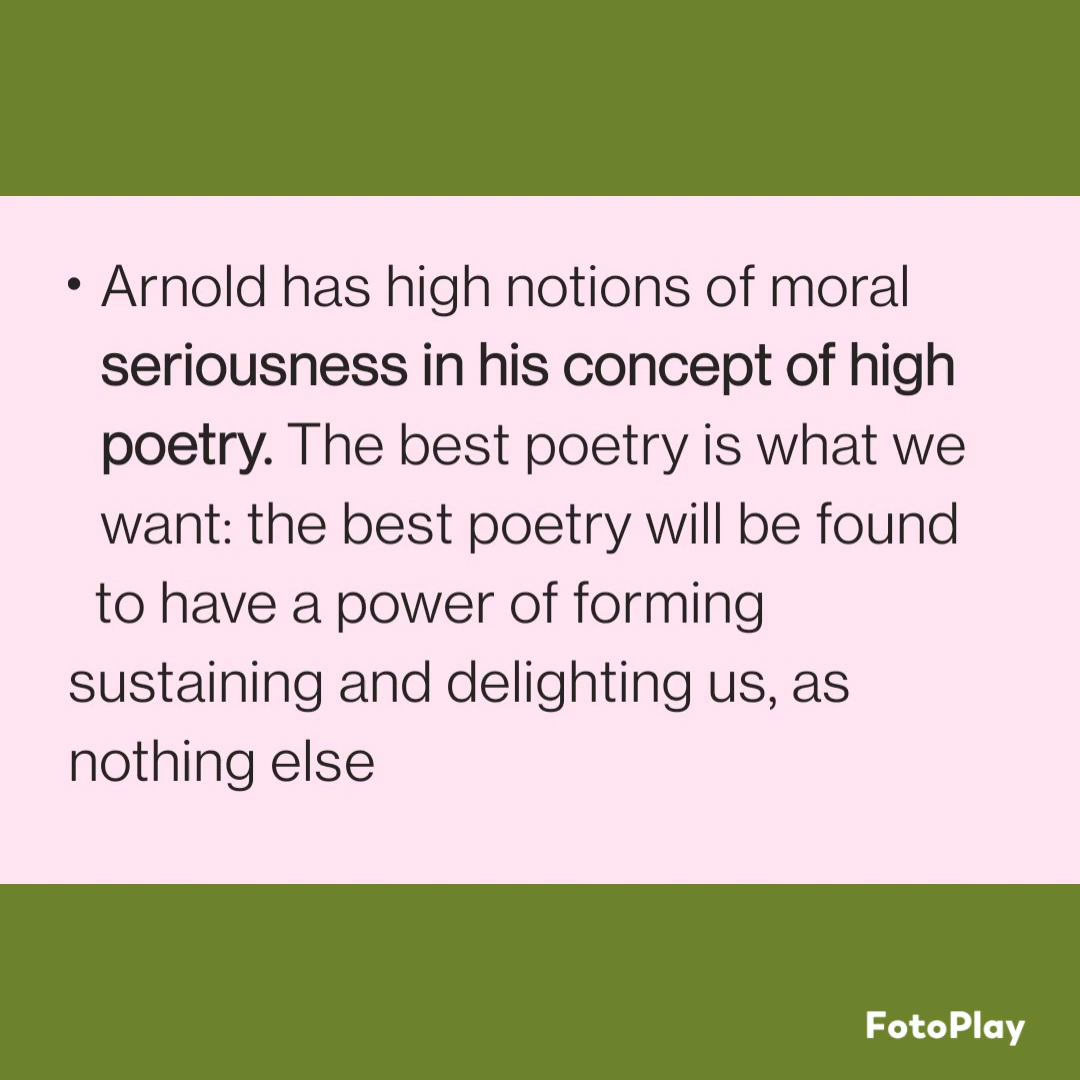 • Arnold has high notions of moral
seriousness in his concept of high
poetry. The best poetry is what we
want: the best poetry will be found
to have a power of forming
sustaining and delighting us, as
nothing else
FotoPlay